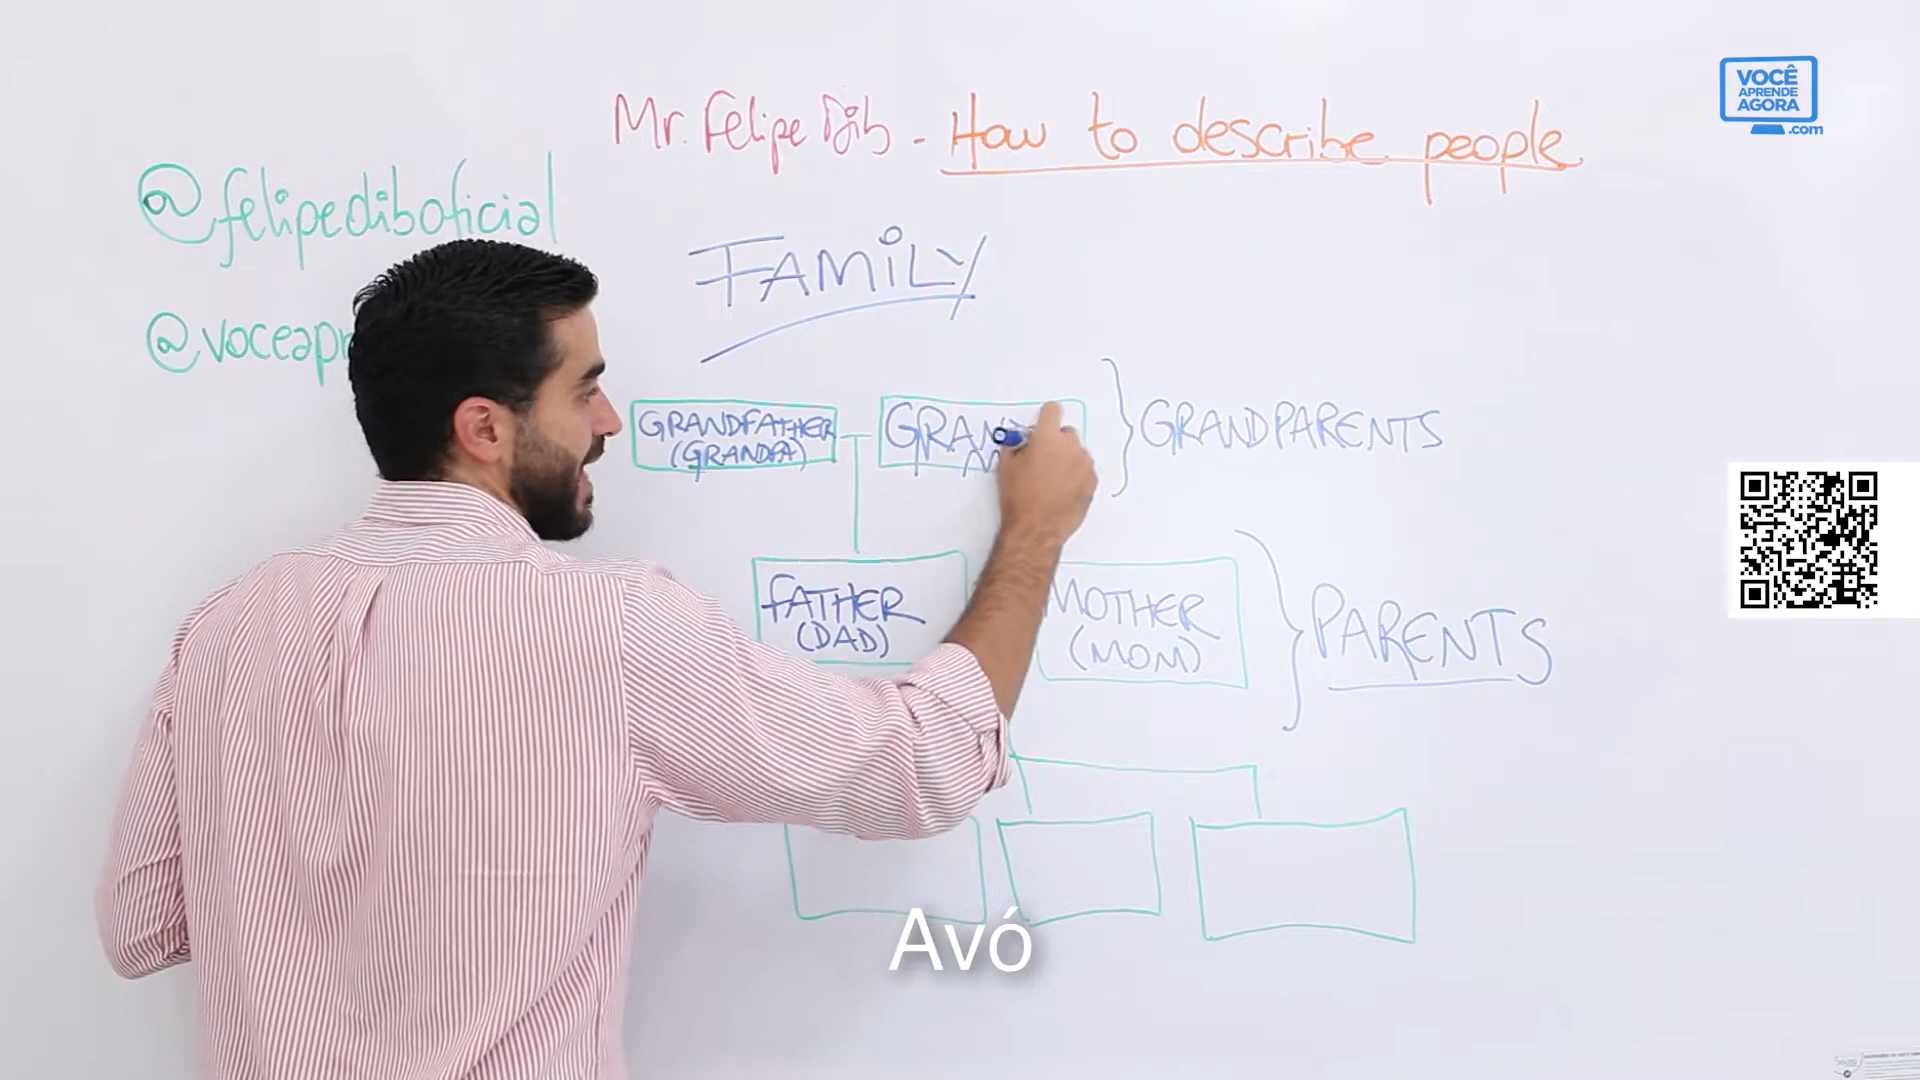 VOCÊ
APRENDE
AGORA
.com
Mr. Felipe Dib - How to describe people
@felipediboficial
@voceapr
FAMILY
GRANDFATHER
(GRANDPA)
GRAN
GRANDPARENTS
FATHER
(DAD)
MOTHER
(MOM)
PARENTS
Avó